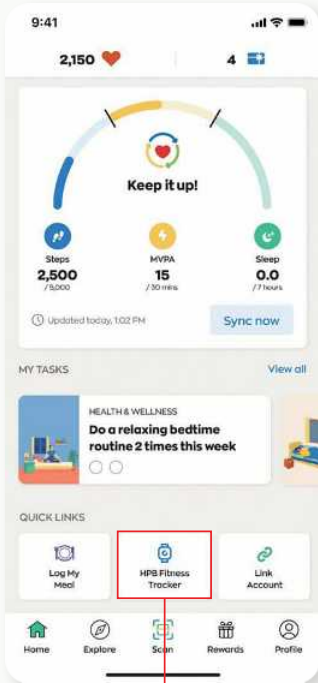 9:41
2,150 4
Keep it up!
Steps MVPA Sleep
2,500 15 0.0
/5,000 /30 mins /7 hours
Updated today, 1:02 PM Sync now
MY TASKS View all
HEALTH & WELLNESS
Do a relaxing bedtime
routine 2 times this week
QUICK LINKS
Log My HPB Fitness Link
Meal Tracker Account
Home Explore Scan Rewards Profile